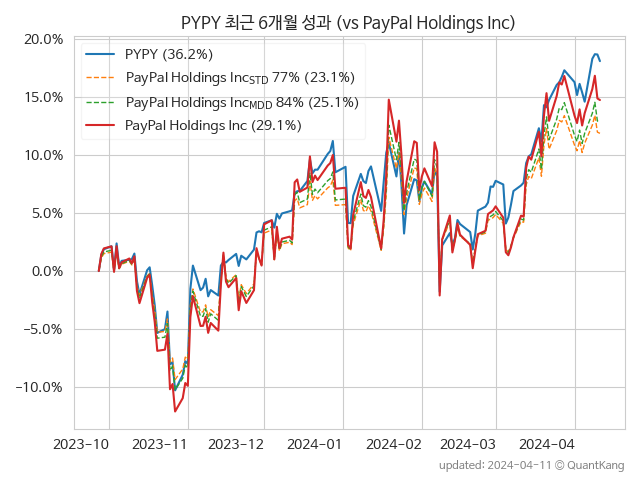 PYPY 최근 6개월 성과 (vs PayPal Holdings Inc)
20.0%
15.0%
10.0%
5.0%
0.0%
−5.0%
−10.0%
PYPY (36.2%)
PayPal Holdings IncSTD 77% (23.1%)
PayPal Holdings IncMDD 84% (25.1%)
PayPal Holdings Inc (29.1%)
2023-10 2023-11 2023-12 2024-01 2024-02 2024-03 2024-04
updated: 2024-04-11 © QuantKang